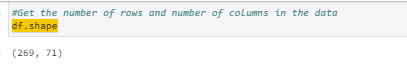 #Get the number of rows and number of columns in the data
df.shape
(269, 71)